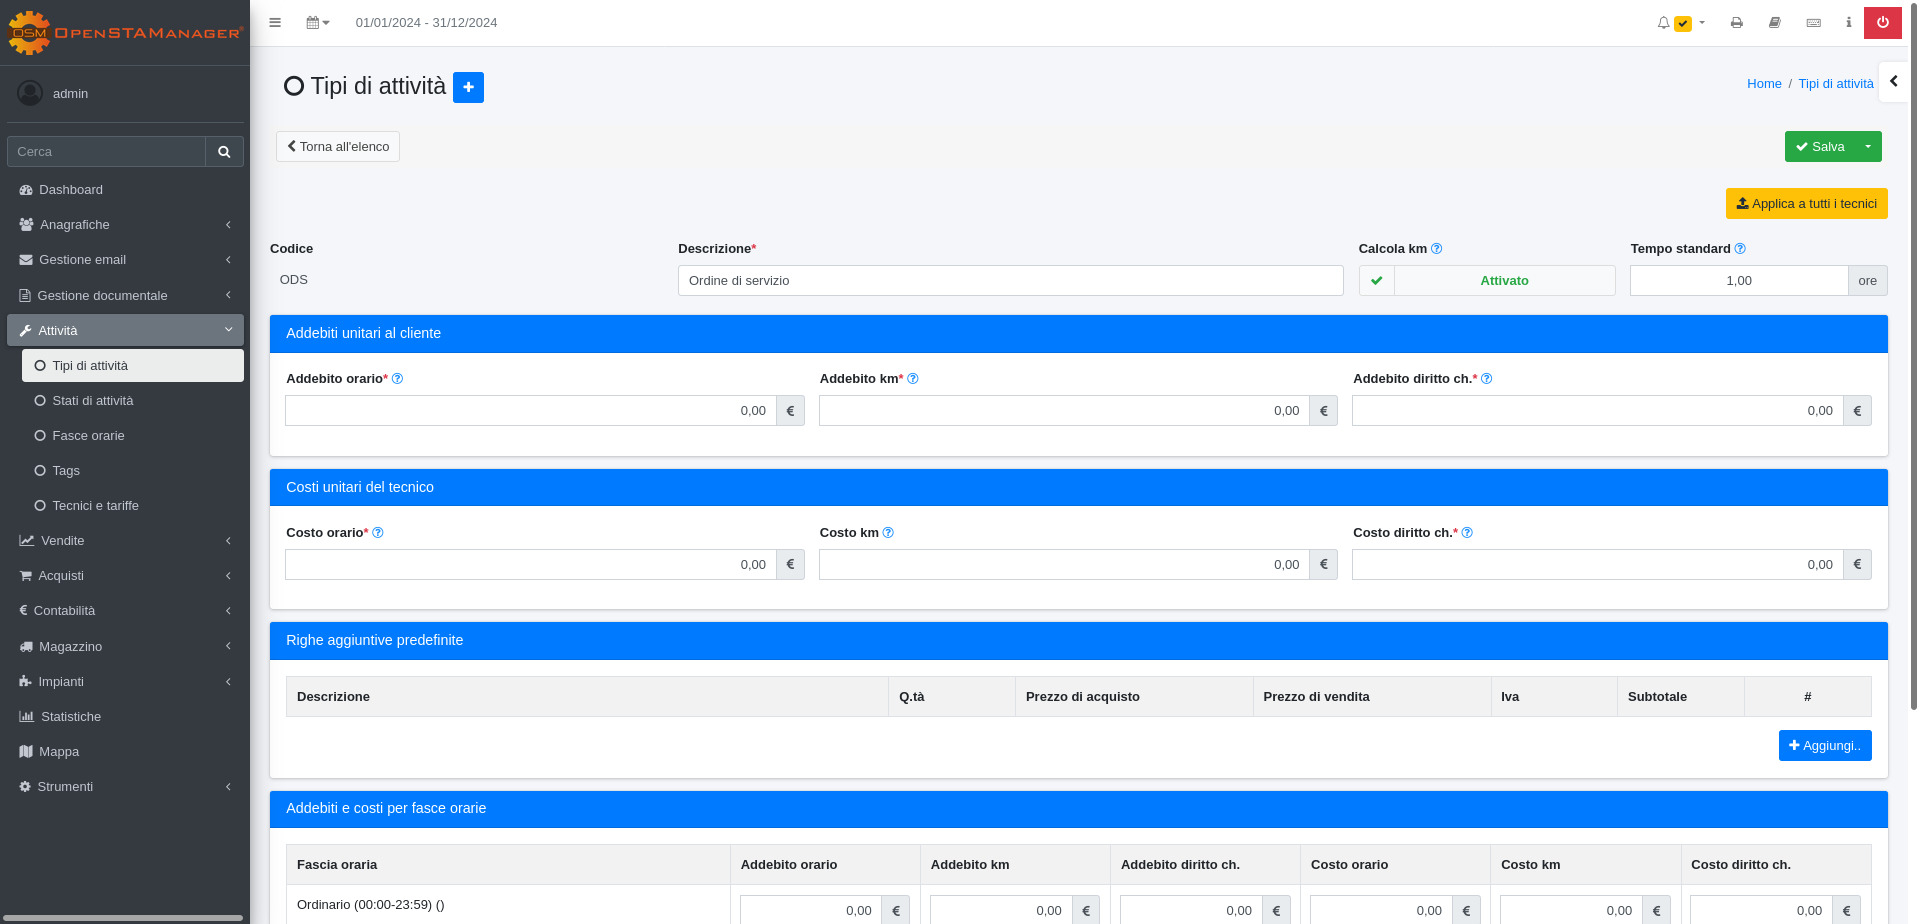 OSM OpenSTAManager®
01/01/2024 - 31/12/2024
admin
Cerca
Dashboard
Anagrafiche
Gestione email
Gestione documentale
Attività
Tipi di attività
Stati di attività
Fasce orarie
Tags
Tecnici e tariffe
Vendite
Acquisti
Contabilità
Magazzino
Impianti
Statistiche
Mappa
Strumenti
Tipi di attività
Home / Tipi di attività
Torna all'elenco
Salva
Applica a tutti i tecnici
Codice Descrizione* Calcola km Tempo standard
ODS Ordine di servizio Attivato 1,00 ore
Addebiti unitari al cliente
Addebito orario* Addebito km* Addebito diritto ch.*
0,00 € 0,00 € 0,00 €
Costi unitari del tecnico
Costo orario* Costo km Costo diritto ch.*
0,00 € 0,00 € 0,00 €
Righe aggiuntive predefinite
Descrizione Q.tà Prezzo di acquisto Prezzo di vendita Iva Subtotale #
Aggiungi..
Addebiti e costi per fasce orarie
Fascia oraria Addebito orario Addebito km Addebito diritto ch. Costo orario Costo km Costo diritto ch.
Ordinario (00:00-23:59) () 0,00 € 0,00 € 0,00 € 0,00 € 0,00 € 0,00 €